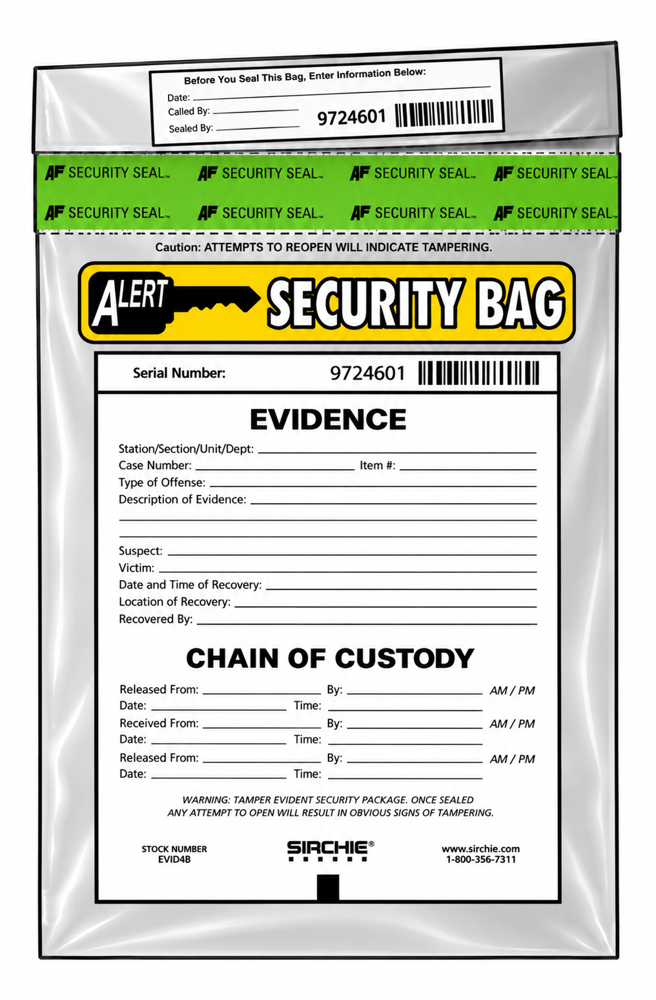 Before You Seal This Bag, Enter Information Below:
Date:
Called By:
Sealed By:
9724601
AF SECURITY SEAL™ AF SECURITY SEAL™ AF SECURITY SEAL™ AF SECURITY SEAL™
AF SECURITY SEAL™ AF SECURITY SEAL™ AF SECURITY SEAL™ AF SECURITY SEAL™
Caution: ATTEMPTS TO REOPEN WILL INDICATE TAMPERING.
ALERT SECURITY BAG
Serial Number: 9724601
EVIDENCE
Station/Section/Unit/Dept:
Case Number: Item #:
Type of Offense:
Description of Evidence:
Suspect:
Victim:
Date and Time of Recovery:
Location of Recovery:
Recovered By:
CHAIN OF CUSTODY
Released From: By: AM / PM
Date: Time:
Received From: By: AM / PM
Date: Time:
Released From: By: AM / PM
Date: Time:
WARNING: TAMPER EVIDENT SECURITY PACKAGE. ONCE SEALED
ANY ATTEMPT TO OPEN WILL RESULT IN OBVIOUS SIGNS OF TAMPERING.
STOCK NUMBER
EVID4B
SIRCHIE®
www.sirchie.com
1-800-356-7311